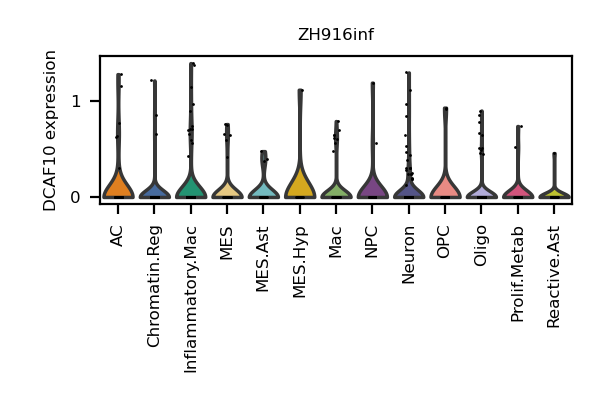 ZH916inf
DCAF10 expression
1
0
AC
Chromatin.Reg
Inflammatory.Mac
MES
MES.Ast
MES.Hyp
Mac
NPC
Neuron
OPC
Oligo
Prolif.Metab
Reactive.Ast